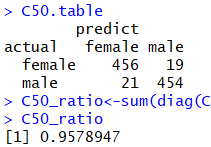 > C50.table
predict
actual female male
female 456 19
male 21 454
> C50_ratio<-sum(diag(C
> C50_ratio
[1] 0.9578947